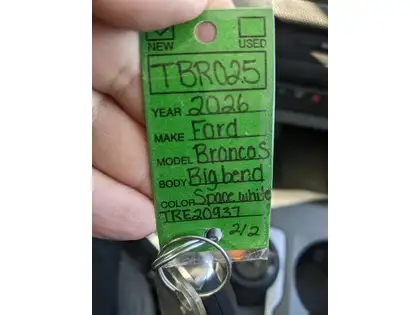 NEW USED
TBR025
YEAR 2026
MAKE Ford
MODEL Bronco S
BODY Big bend
COLOR Space white
TRE20937
2/2